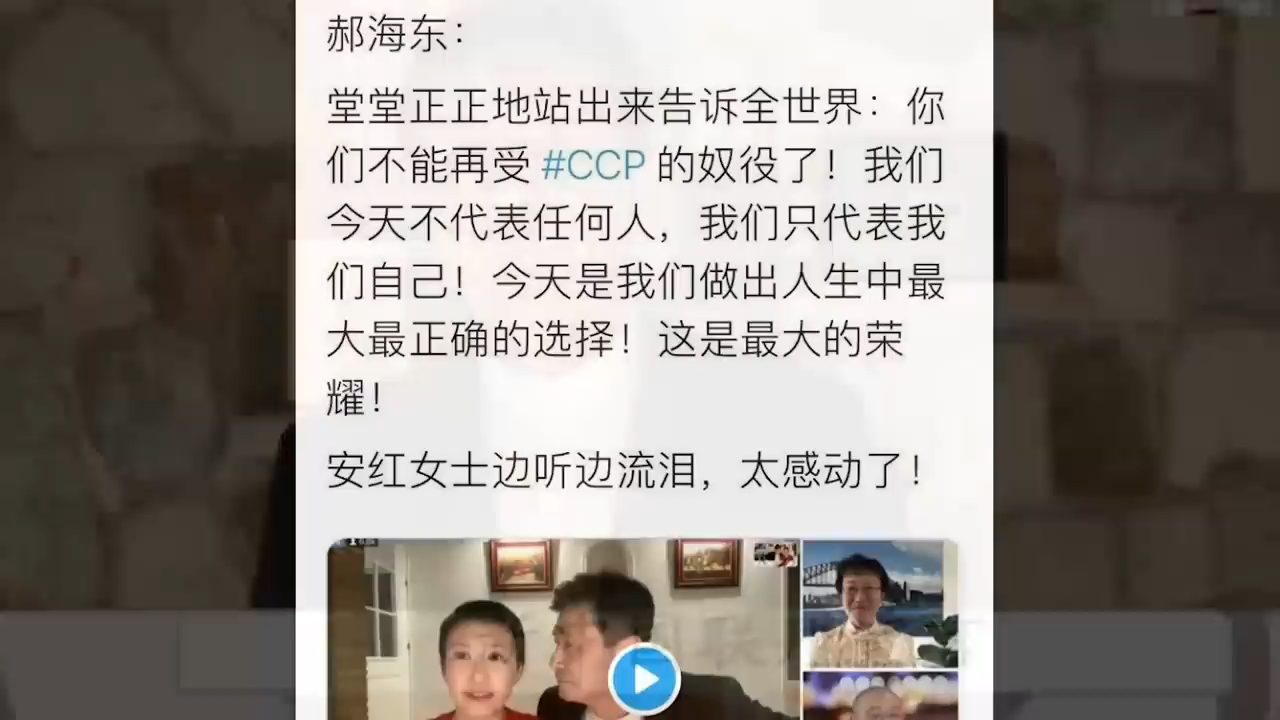 郝海东：
堂堂正正地站出来告诉全世界：你
们不能再受 #CCP 的奴役了！我们
今天不代表任何人，我们只代表我
们自己！今天是我们做出人生中最
大最正确的选择！这是最大的荣
耀！
安红女士边听边流泪，太感动了！